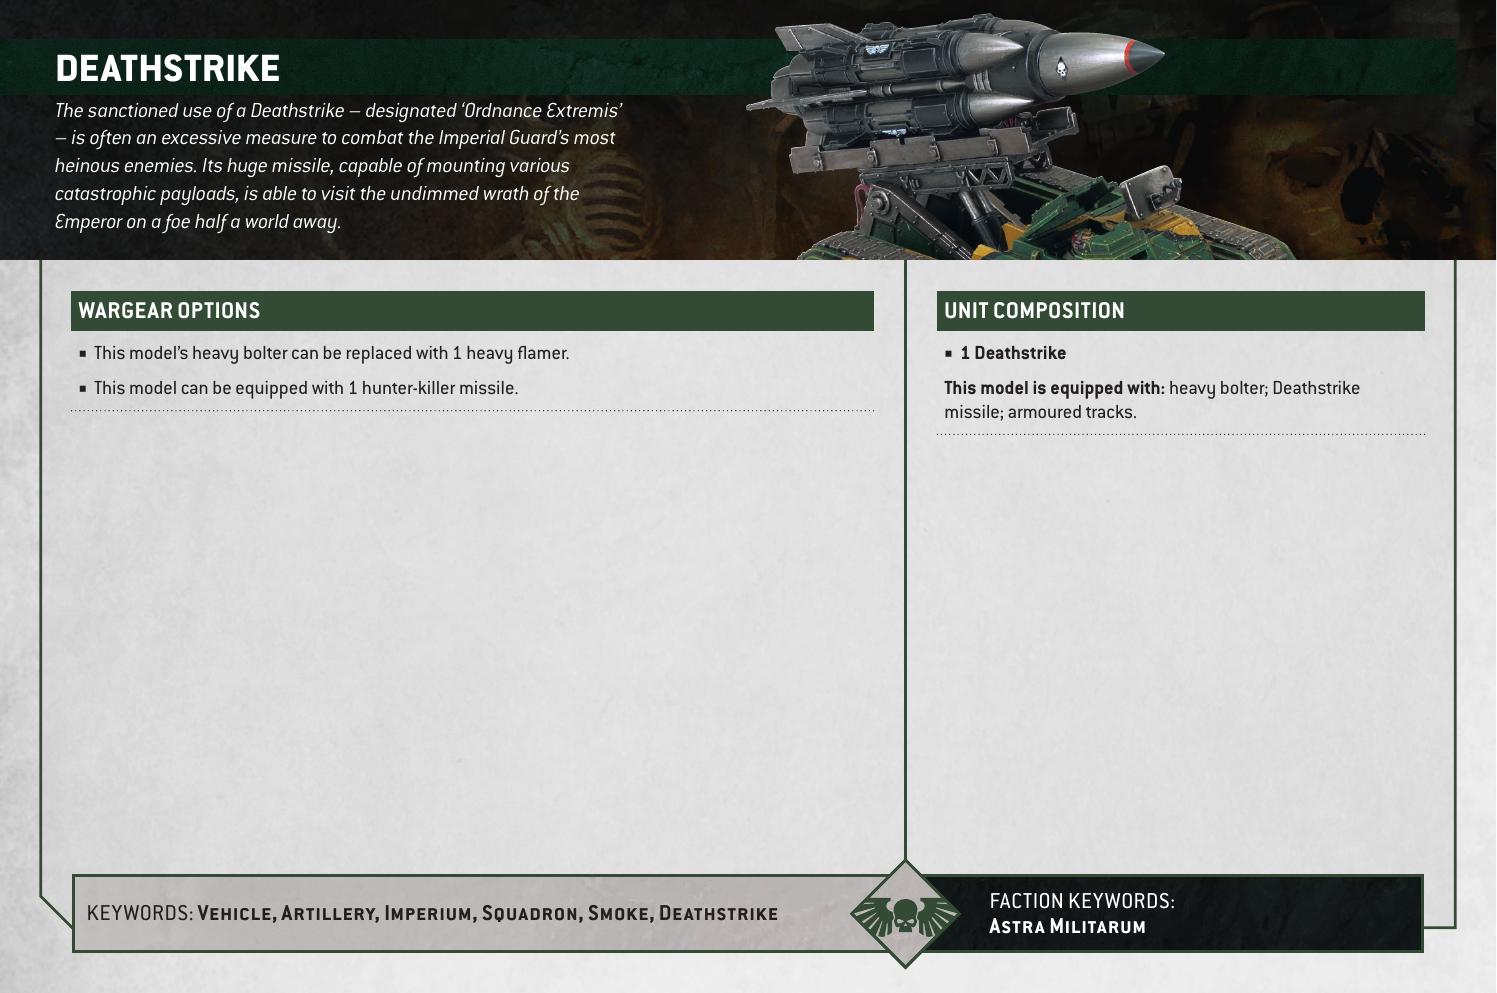 DEATHSTRIKE
The sanctioned use of a Deathstrike – designated ‘Ordnance Extremis’
– is often an excessive measure to combat the Imperial Guard’s most
heinous enemies. Its huge missile, capable of mounting various
catastrophic payloads, is able to visit the undimmed wrath of the
Emperor on a foe half a world away.
WARGEAR OPTIONS
▪ This model’s heavy bolter can be replaced with 1 heavy flamer.
▪ This model can be equipped with 1 hunter-killer missile.
UNIT COMPOSITION
▪ 1 Deathstrike
This model is equipped with: heavy bolter; Deathstrike
missile; armoured tracks.
KEYWORDS: Vehicle, Artillery, Imperium, Squadron, Smoke, Deathstrike
FACTION KEYWORDS:
Astra Militarum